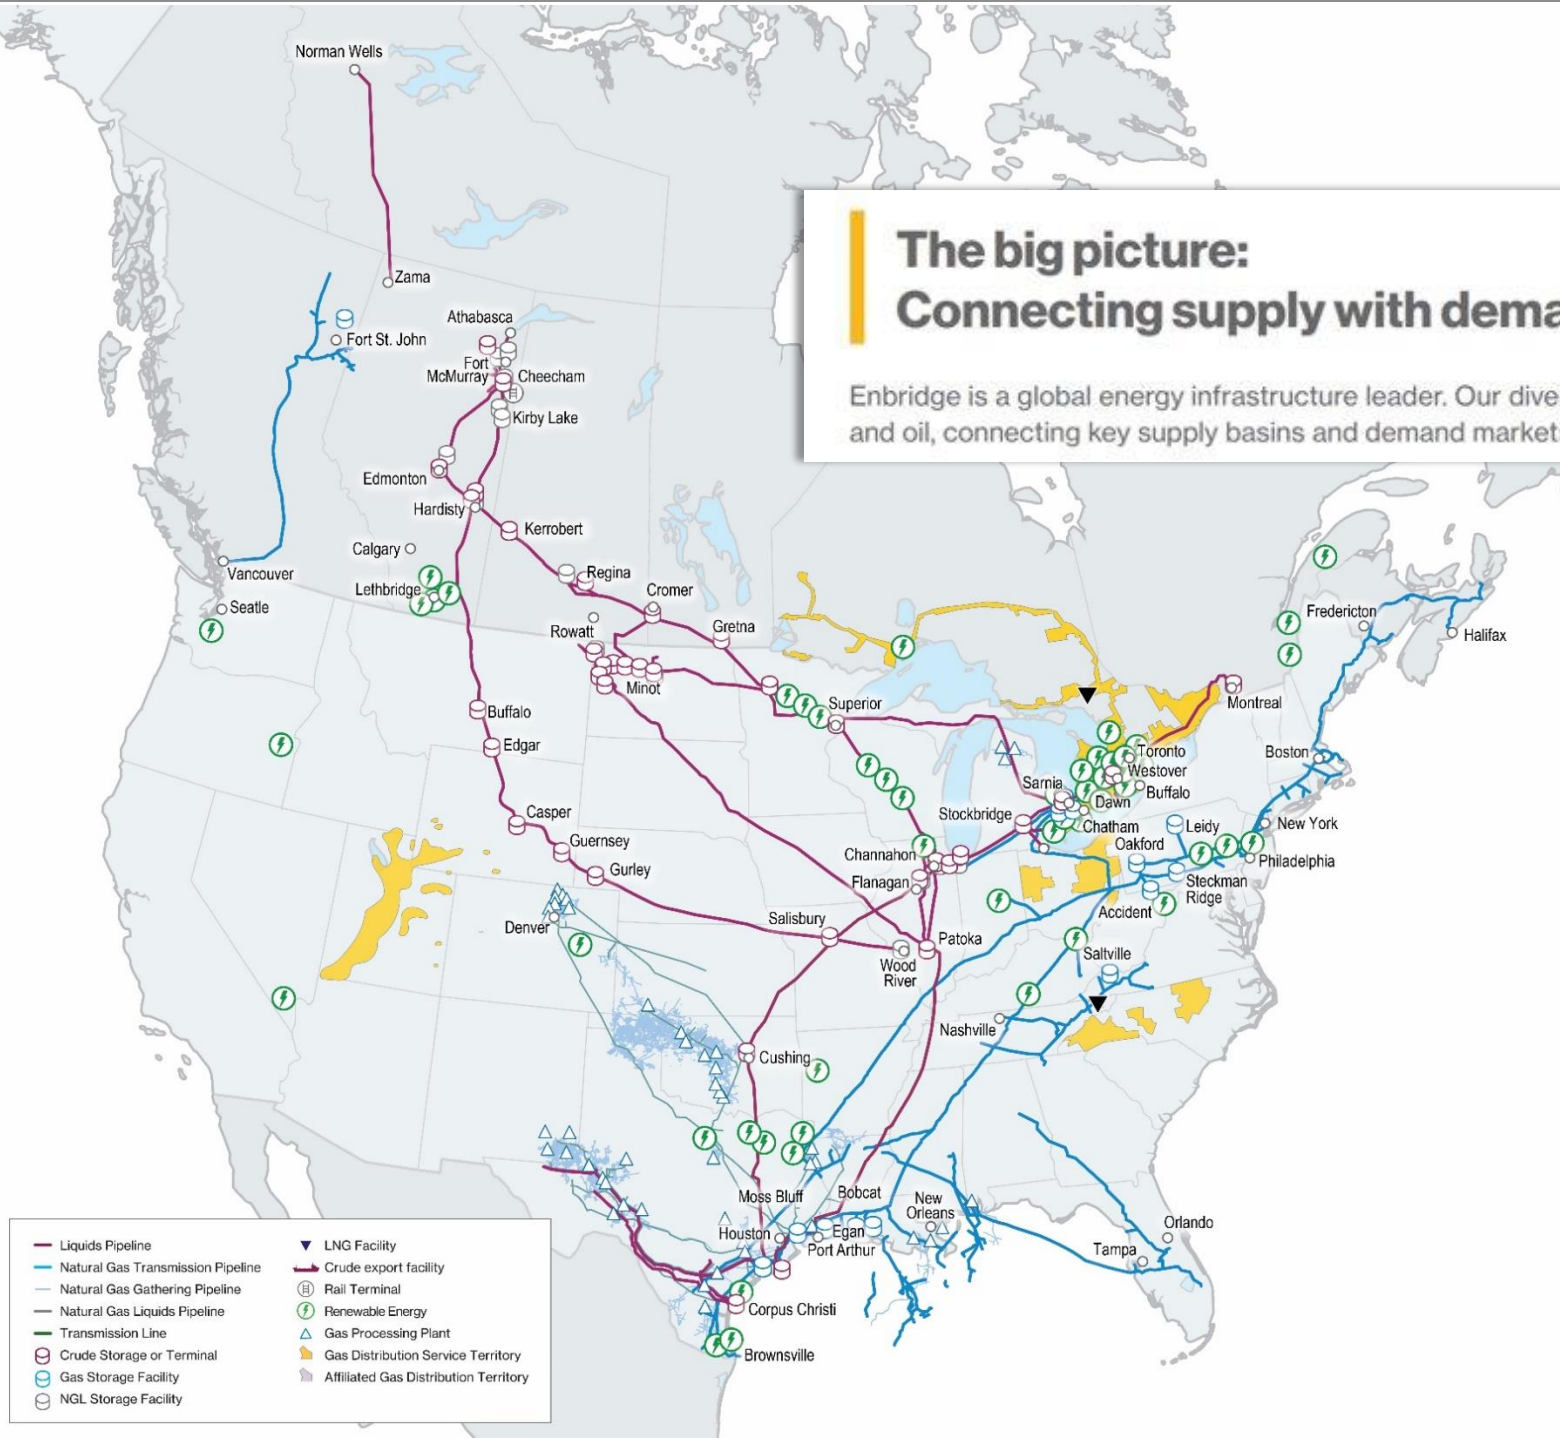 Norman Wells
Zama
Athabasca
Fort St. John
Fort
McMurray
Cheecham
Kirby Lake
Edmonton
Hardisty
Kerrobert
Calgary
Vancouver
Lethbridge
Regina
Seatle
Cromer
Rowatt
Gretna
Minot
The big picture:
Connecting supply with dema
Enbridge is a global energy infrastructure leader. Our dive
and oil, connecting key supply basins and demand market
Fredericton
Halifax
Montreal
Superior
Buffalo
Edgar
Toronto
Boston
Westover
Sarnia
Buffalo
Dawn
Casper
Stockbridge
Chatham
Leidy
New York
Guernsey
Oakford
Channahon
Philadelphia
Gurley
Flanagan
Steckman
Ridge
Accident
Denver
Salisbury
Patoka
Saltville
Wood
River
Nashville
Cushing
Moss Bluff
Bobcat
New
Orleans
Houston
Egan
Port Arthur
Orlando
Tampa
Corpus Christi
Brownsville
Liquids Pipeline
Natural Gas Transmission Pipeline
Natural Gas Gathering Pipeline
Natural Gas Liquids Pipeline
Transmission Line
Crude Storage or Terminal
Gas Storage Facility
NGL Storage Facility
LNG Facility
Crude export facility
Rail Terminal
Renewable Energy
Gas Processing Plant
Gas Distribution Service Territory
Affiliated Gas Distribution Territory